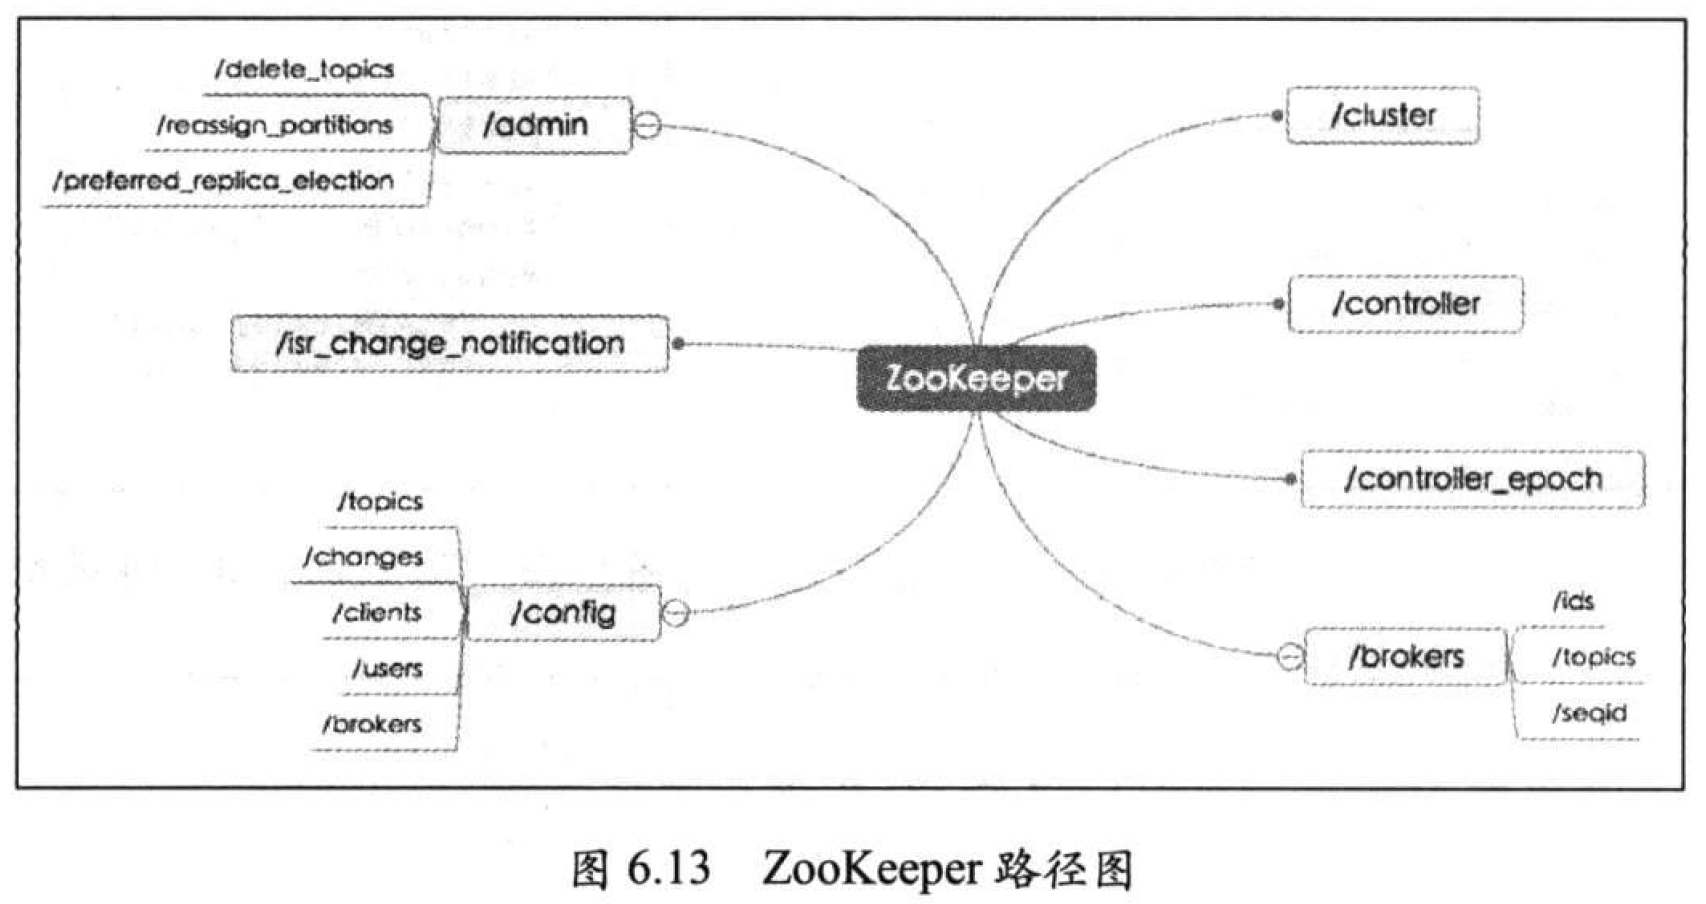 /delete_topics
/reassign_partitions
/preferred_replica_election
/admin
/isr_change_notification
/topics
/changes
/clients
/users
/brokers
/config
ZooKeeper
/cluster
/controller
/controller_epoch
/brokers
/ids
/topics
/seqid
图 6.13 ZooKeeper 路径图